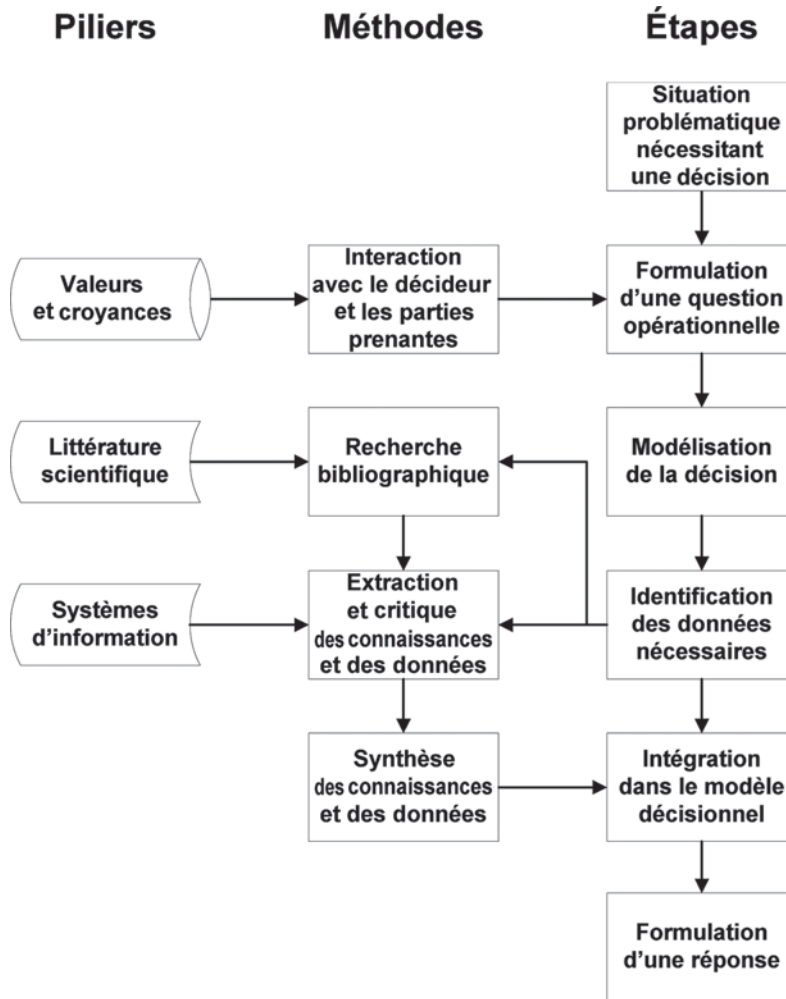 Piliers
Méthodes
Étapes
Situation
problématique
nécessitant
une décision
Valeurs
et croyances
Interaction
avec le décideur
et les parties
prenantes
Formulation
d'une question
opérationnelle
Littérature
scientifique
Recherche
bibliographique
Modélisation
de la décision
Systèmes
d'information
Extraction
et critique
des connaissances
et des données
Identification
des données
nécessaires
Synthèse
des connaissances
et des données
Intégration
dans le modèle
décisionnel
Formulation
d'une réponse